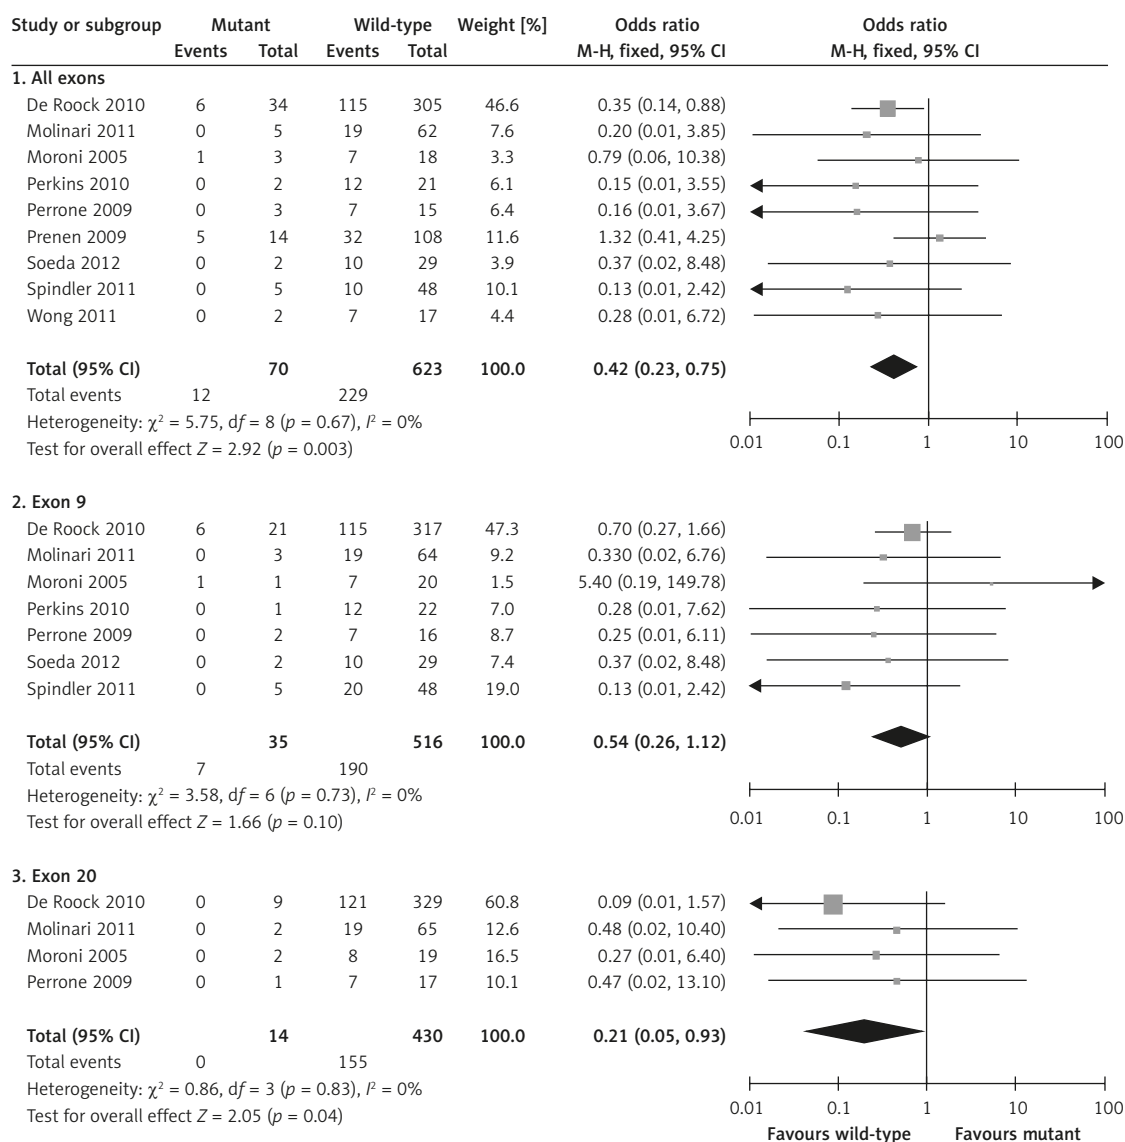 Study or subgroup Mutant Wild-type Weight [%] Odds ratio Odds ratio
Events Total Events Total M-H, fixed, 95% CI M-H, fixed, 95% CI
1. All exons
De Roock 2010 6 34 115 305 46.6 0.35 (0.14, 0.88)
Molinari 2011 0 5 19 62 7.6 0.20 (0.01, 3.85)
Moroni 2005 1 3 7 18 3.3 0.79 (0.06, 10.38)
Perkins 2010 0 2 12 21 6.1 0.15 (0.01, 3.55)
Perrone 2009 0 3 7 15 6.4 0.16 (0.01, 3.67)
Prenen 2009 5 14 32 108 11.6 1.32 (0.41, 4.25)
Soeda 2012 0 2 10 29 3.9 0.37 (0.02, 8.48)
Spindler 2011 0 5 10 48 10.1 0.13 (0.01, 2.42)
Wong 2011 0 2 7 17 4.4 0.28 (0.01, 6.72)
Total (95% CI) 70 623 100.0 0.42 (0.23, 0.75)
Total events 12 229
Heterogeneity: χ² = 5.75, df = 8 (p = 0.67), I² = 0%
Test for overall effect Z = 2.92 (p = 0.003)
0.01 0.1 1 10 100
2. Exon 9
De Roock 2010 6 21 115 317 47.3 0.70 (0.27, 1.66)
Molinari 2011 0 3 19 64 9.2 0.330 (0.02, 6.76)
Moroni 2005 1 1 7 20 1.5 5.40 (0.19, 149.78)
Perkins 2010 0 1 12 22 7.0 0.28 (0.01, 7.62)
Perrone 2009 0 2 7 16 8.7 0.25 (0.01, 6.11)
Soeda 2012 0 2 10 29 7.4 0.37 (0.02, 8.48)
Spindler 2011 0 5 20 48 19.0 0.13 (0.01, 2.42)
Total (95% CI) 35 516 100.0 0.54 (0.26, 1.12)
Total events 7 190
Heterogeneity: χ² = 3.58, df = 6 (p = 0.73), I² = 0%
Test for overall effect Z = 1.66 (p = 0.10)
0.01 0.1 1 10 100
3. Exon 20
De Roock 2010 0 9 121 329 60.8 0.09 (0.01, 1.57)
Molinari 2011 0 2 19 65 12.6 0.48 (0.02, 10.40)
Moroni 2005 0 2 8 19 16.5 0.27 (0.01, 6.40)
Perrone 2009 0 1 7 17 10.1 0.47 (0.02, 13.10)
Total (95% CI) 14 430 100.0 0.21 (0.05, 0.93)
Total events 0 155
Heterogeneity: χ² = 0.86, df = 3 (p = 0.83), I² = 0%
Test for overall effect Z = 2.05 (p = 0.04)
0.01 0.1 1 10 100
Favours wild-type Favours mutant